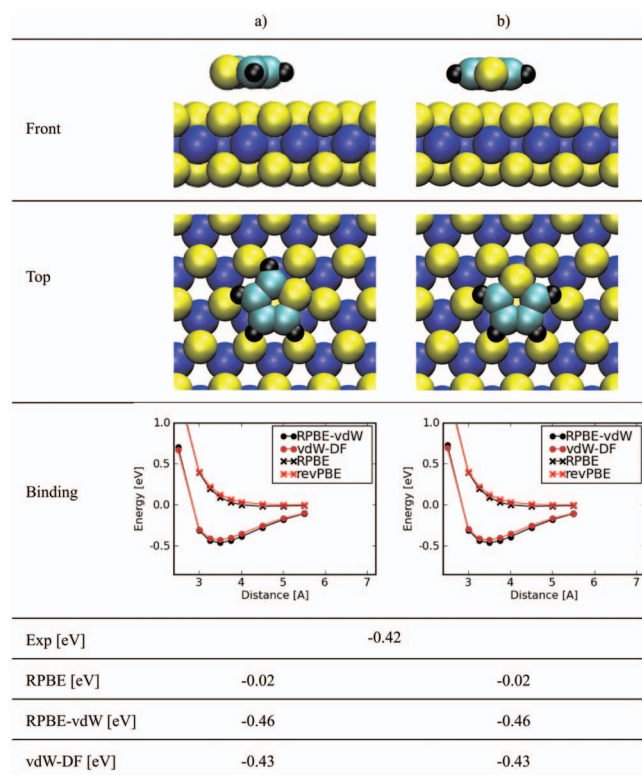 a) b)
Front
Top
Binding
1.0
0.5
0.0
-0.5
Energy [eV]
RPBE-vdW
vdW-DF
RPBE
revPBE
3 4 5 6 7
Distance [A]
1.0
0.5
0.0
-0.5
Energy [eV]
RPBE-vdW
vdW-DF
RPBE
revPBE
3 4 5 6 7
Distance [A]
Exp [eV] -0.42
RPBE [eV] -0.02 -0.02
RPBE-vdW [eV] -0.46 -0.46
vdW-DF [eV] -0.43 -0.43